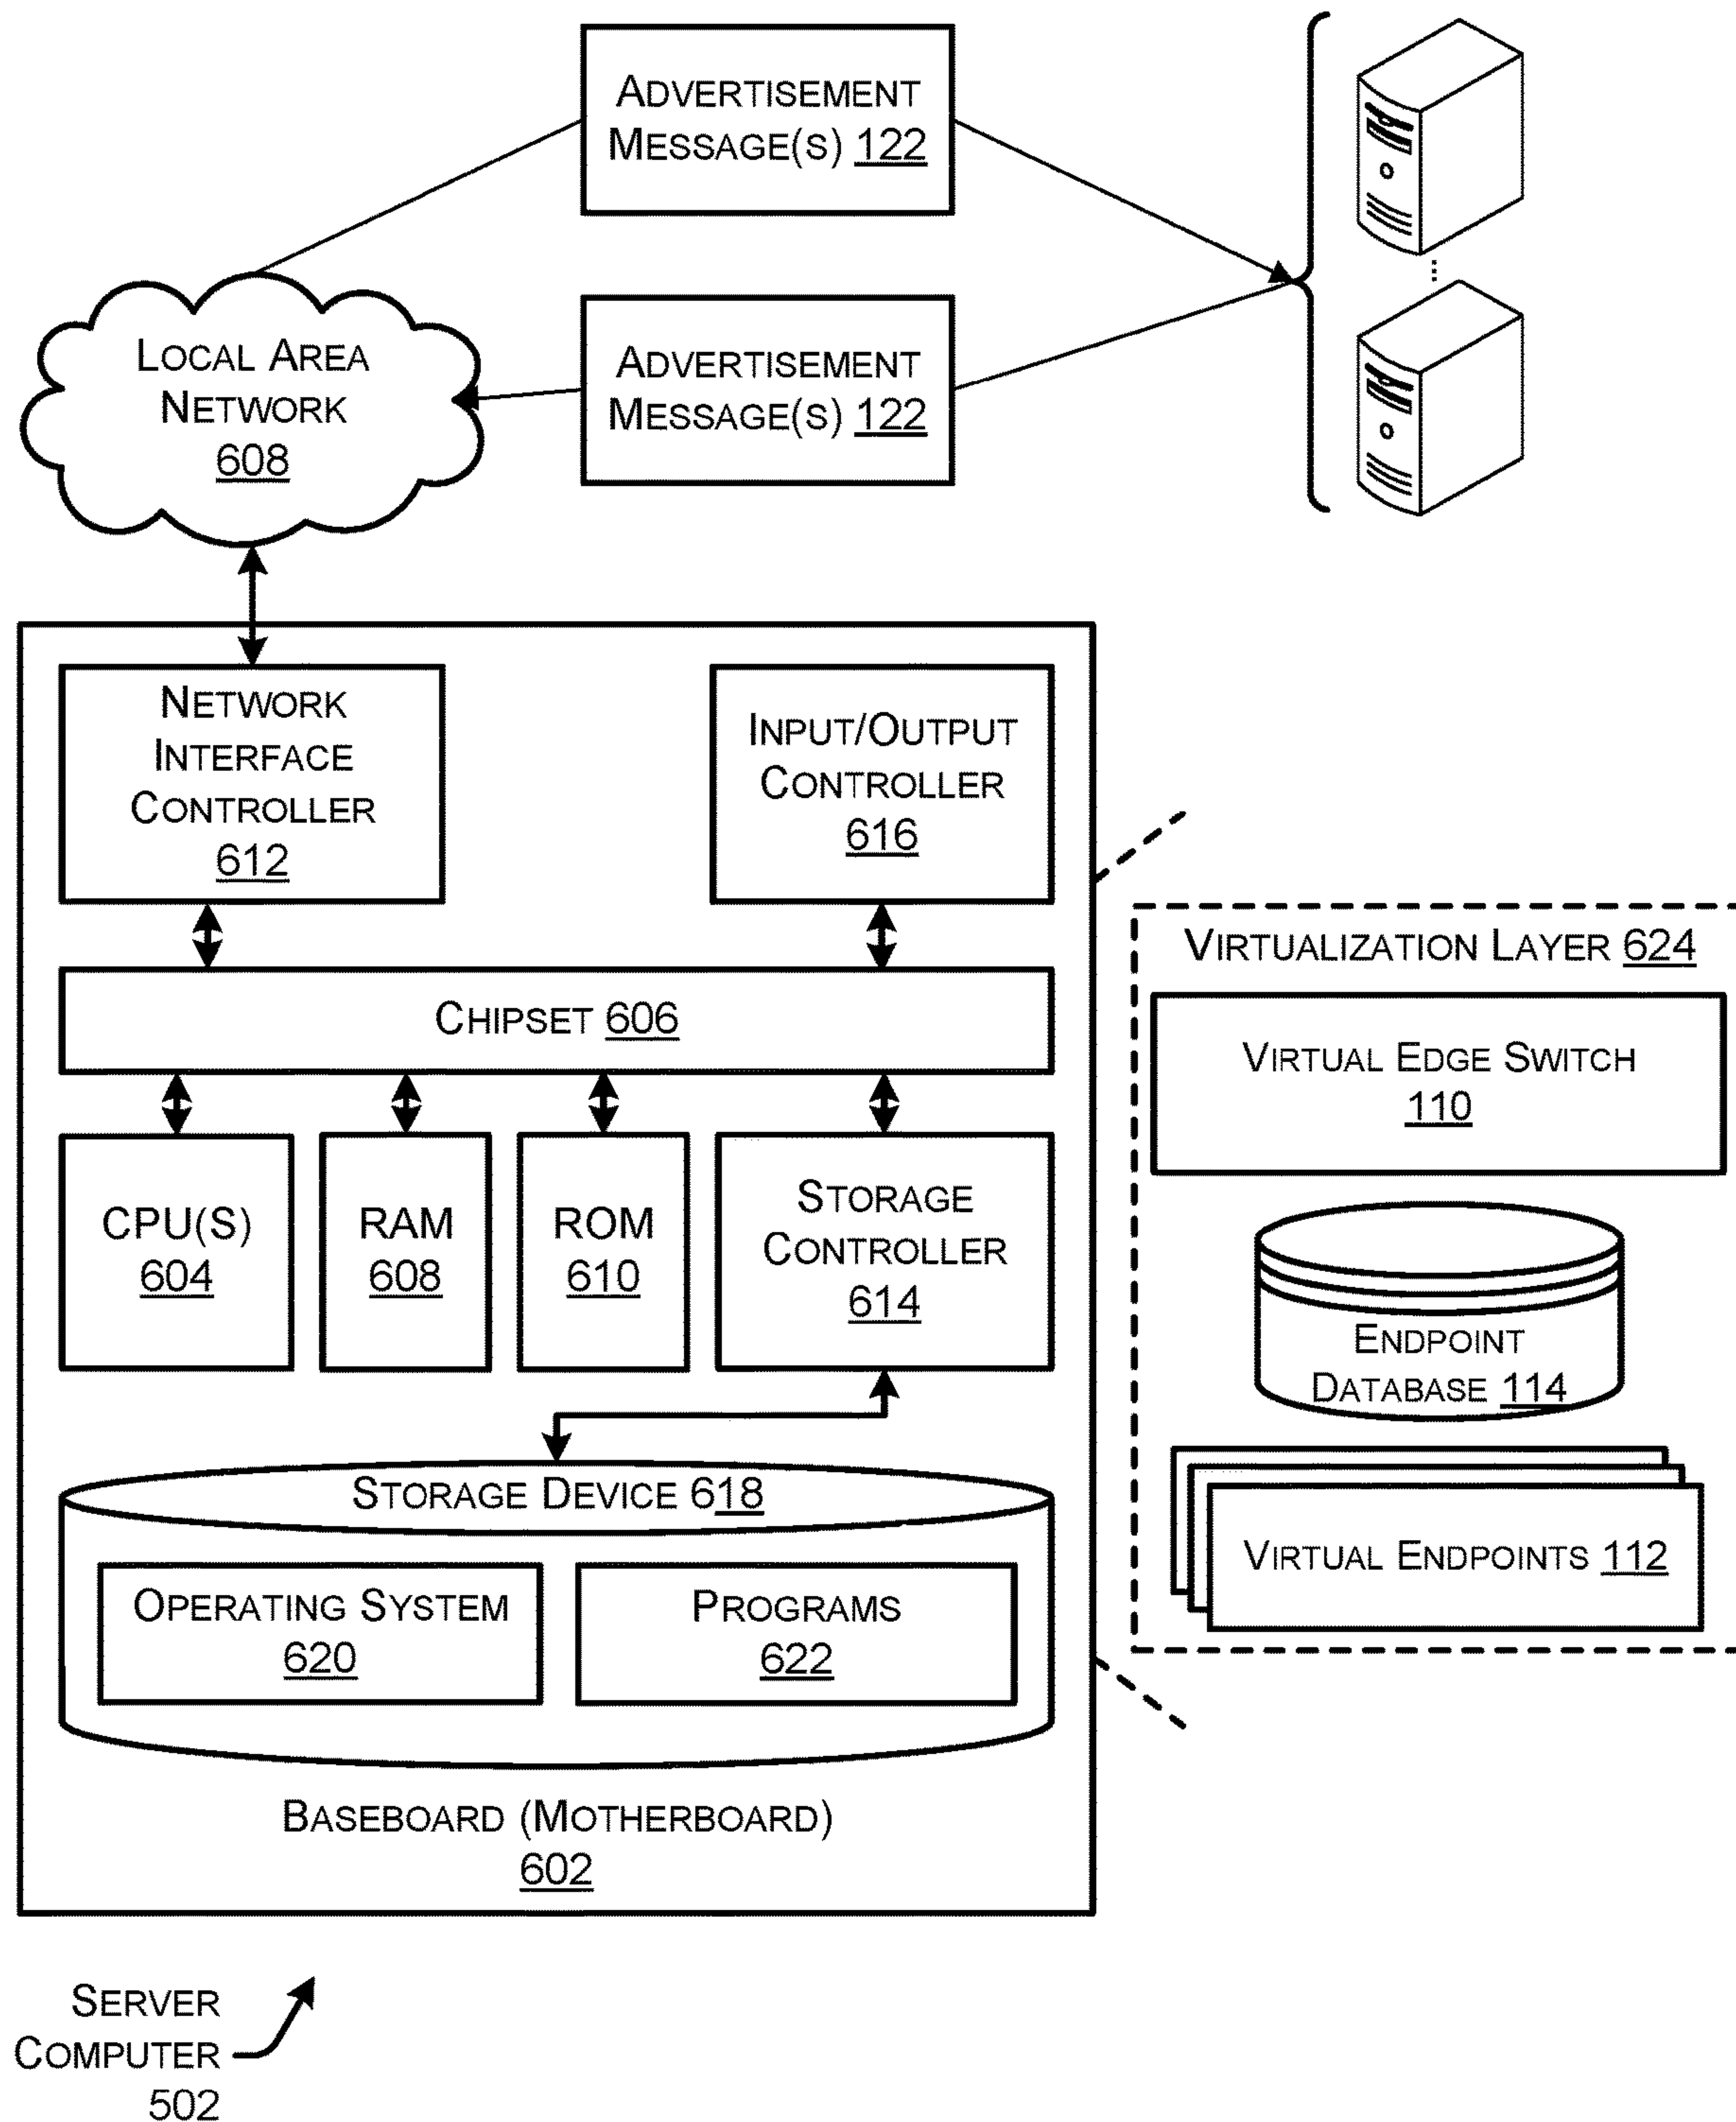 ADVERTISEMENT
MESSAGE(S) 122
LOCAL AREA
NETWORK
608
ADVERTISEMENT
MESSAGE(S) 122
NETWORK
INTERFACE
CONTROLLER
612
INPUT/OUTPUT
CONTROLLER
616
CHIPSET 606
CPU(S)
604
RAM
608
ROM
610
STORAGE
CONTROLLER
614
STORAGE DEVICE 618
OPERATING SYSTEM
620
PROGRAMS
622
BASEBOARD (MOTHERBOARD)
602
VIRTUALIZATION LAYER 624
VIRTUAL EDGE SWITCH
110
ENDPOINT
DATABASE 114
VIRTUAL ENDPOINTS 112
SERVER
COMPUTER
502